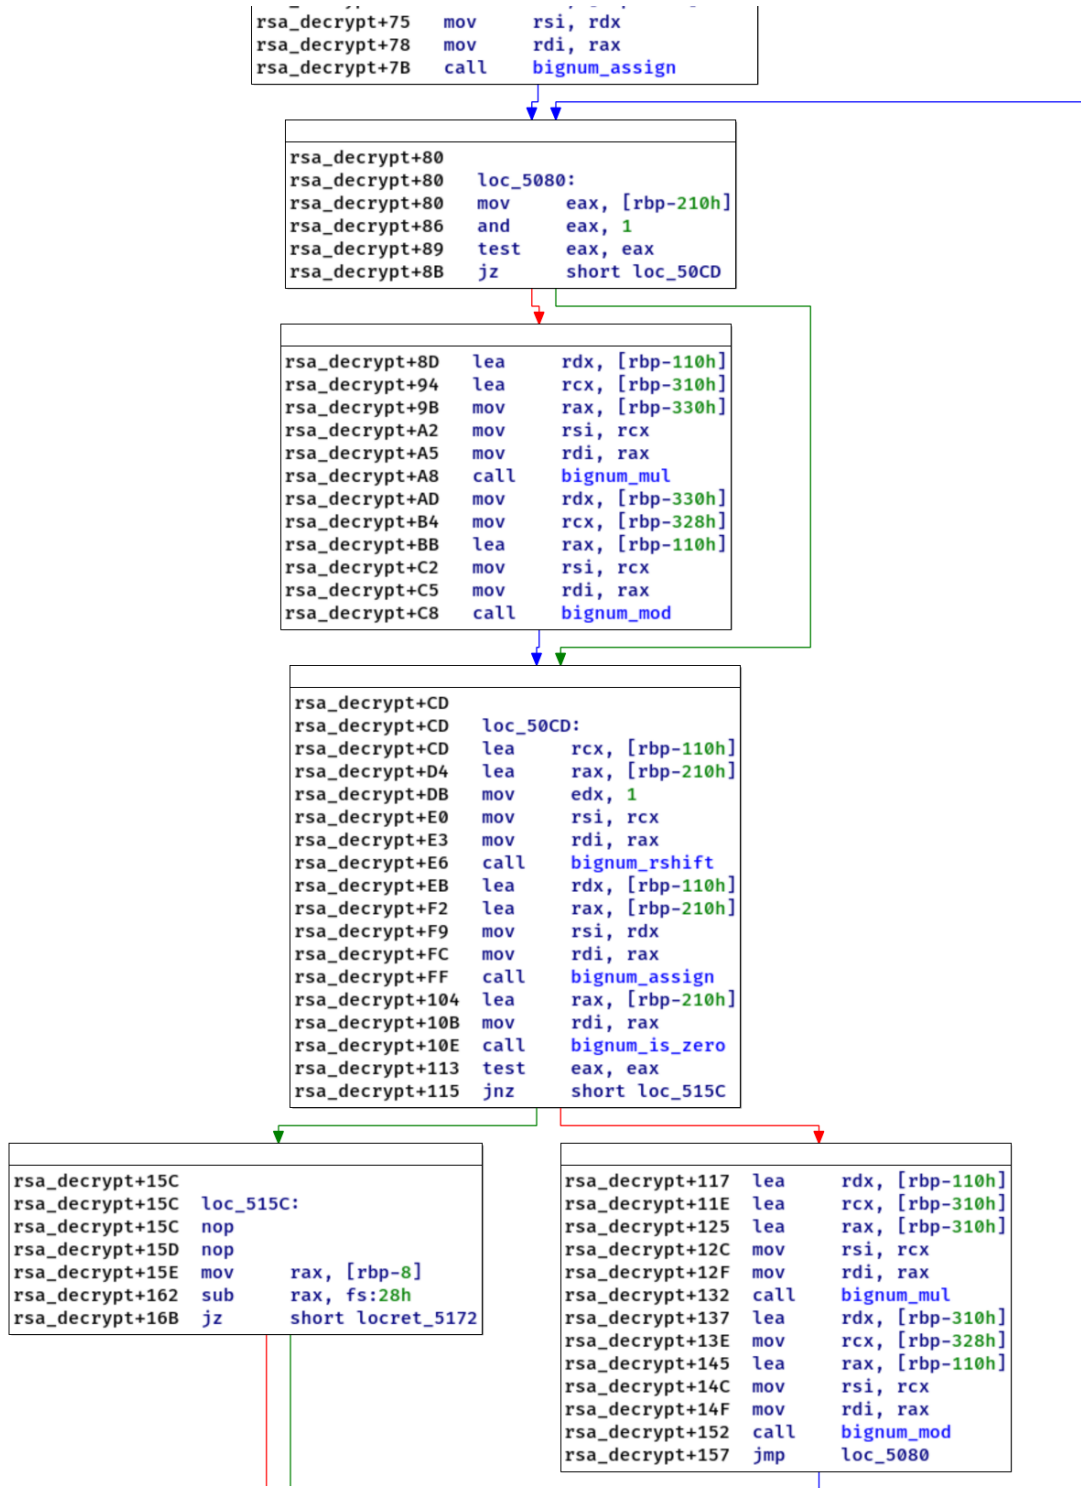 rsa_decrypt+75 mov rsi, rdx
rsa_decrypt+78 mov rdi, rax
rsa_decrypt+7B call bignum_assign
rsa_decrypt+80
rsa_decrypt+80 loc_5080:
rsa_decrypt+80 mov eax, [rbp-210h]
rsa_decrypt+86 and eax, 1
rsa_decrypt+89 test eax, eax
rsa_decrypt+8B jz short loc_50CD
rsa_decrypt+8D lea rdx, [rbp-110h]
rsa_decrypt+94 lea rcx, [rbp-310h]
rsa_decrypt+9B mov rax, [rbp-330h]
rsa_decrypt+A2 mov rsi, rcx
rsa_decrypt+A5 mov rdi, rax
rsa_decrypt+A8 call bignum_mul
rsa_decrypt+AD mov rdx, [rbp-330h]
rsa_decrypt+B4 mov rcx, [rbp-328h]
rsa_decrypt+BB lea rax, [rbp-110h]
rsa_decrypt+C2 mov rsi, rcx
rsa_decrypt+C5 mov rdi, rax
rsa_decrypt+C8 call bignum_mod
rsa_decrypt+CD
rsa_decrypt+CD loc_50CD:
rsa_decrypt+CD lea rcx, [rbp-110h]
rsa_decrypt+D4 lea rax, [rbp-210h]
rsa_decrypt+DB mov edx, 1
rsa_decrypt+E0 mov rsi, rcx
rsa_decrypt+E3 mov rdi, rax
rsa_decrypt+E6 call bignum_rshift
rsa_decrypt+EB lea rdx, [rbp-110h]
rsa_decrypt+F2 lea rax, [rbp-210h]
rsa_decrypt+F9 mov rsi, rdx
rsa_decrypt+FC mov rdi, rax
rsa_decrypt+FF call bignum_assign
rsa_decrypt+104 lea rax, [rbp-210h]
rsa_decrypt+10B mov rdi, rax
rsa_decrypt+10E call bignum_is_zero
rsa_decrypt+113 test eax, eax
rsa_decrypt+115 jnz short loc_515C
rsa_decrypt+15C
rsa_decrypt+15C loc_515C:
rsa_decrypt+15C nop
rsa_decrypt+15D nop
rsa_decrypt+15E mov rax, [rbp-8]
rsa_decrypt+162 sub rax, fs:28h
rsa_decrypt+16B jz short locret_5172
rsa_decrypt+117 lea rdx, [rbp-110h]
rsa_decrypt+11E lea rcx, [rbp-310h]
rsa_decrypt+125 lea rax, [rbp-310h]
rsa_decrypt+12C mov rsi, rcx
rsa_decrypt+12F mov rdi, rax
rsa_decrypt+132 call bignum_mul
rsa_decrypt+137 lea rdx, [rbp-310h]
rsa_decrypt+13E mov rcx, [rbp-328h]
rsa_decrypt+145 lea rax, [rbp-110h]
rsa_decrypt+14C mov rsi, rcx
rsa_decrypt+14F mov rdi, rax
rsa_decrypt+152 call bignum_mod
rsa_decrypt+157 jmp loc_5080